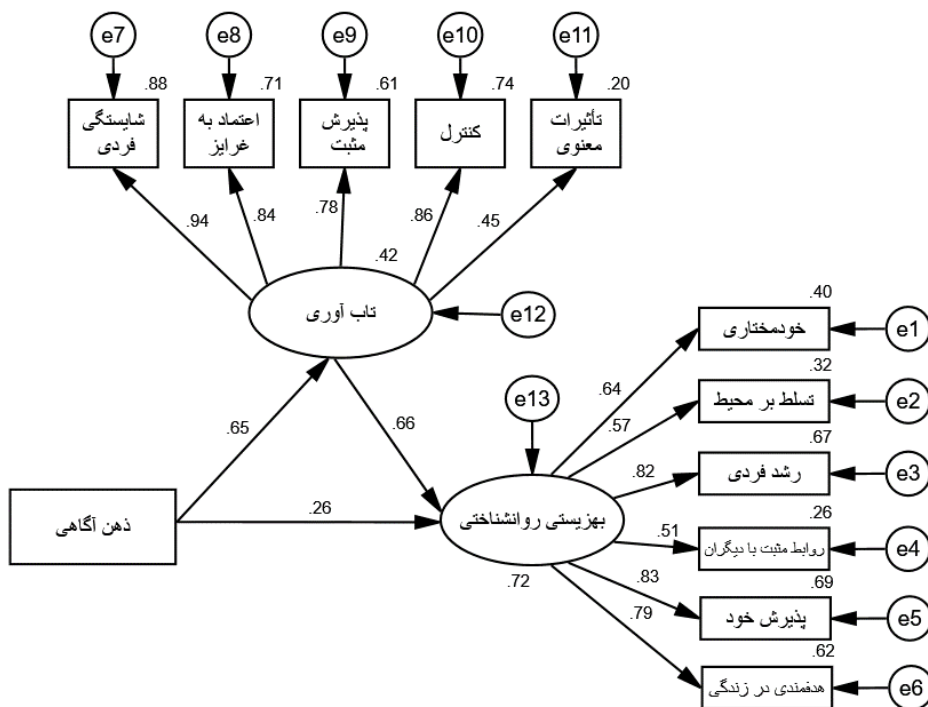 e7
e8
e9
e10
e11
.88
.71
.61
.74
.20
شایستگی
فردی
اعتماد به
غرایز
پذیرش
مثبت
کنترل
تأثیرات
معنوی
.94
.84
.78
.86
.45
.42
تاب آوری
e12
.40
خودمختاری
e1
.32
تسلط بر محیط
e2
.67
رشد فردی
e3
.26
روابط مثبت با دیگران
e4
.69
پذیرش خود
e5
.62
هدفمندی در زندگی
e6
e13
.64
.57
.82
.51
.83
.79
.65
.66
.26
ذهن آگاهی
بهزیستی روانشناختی
.72